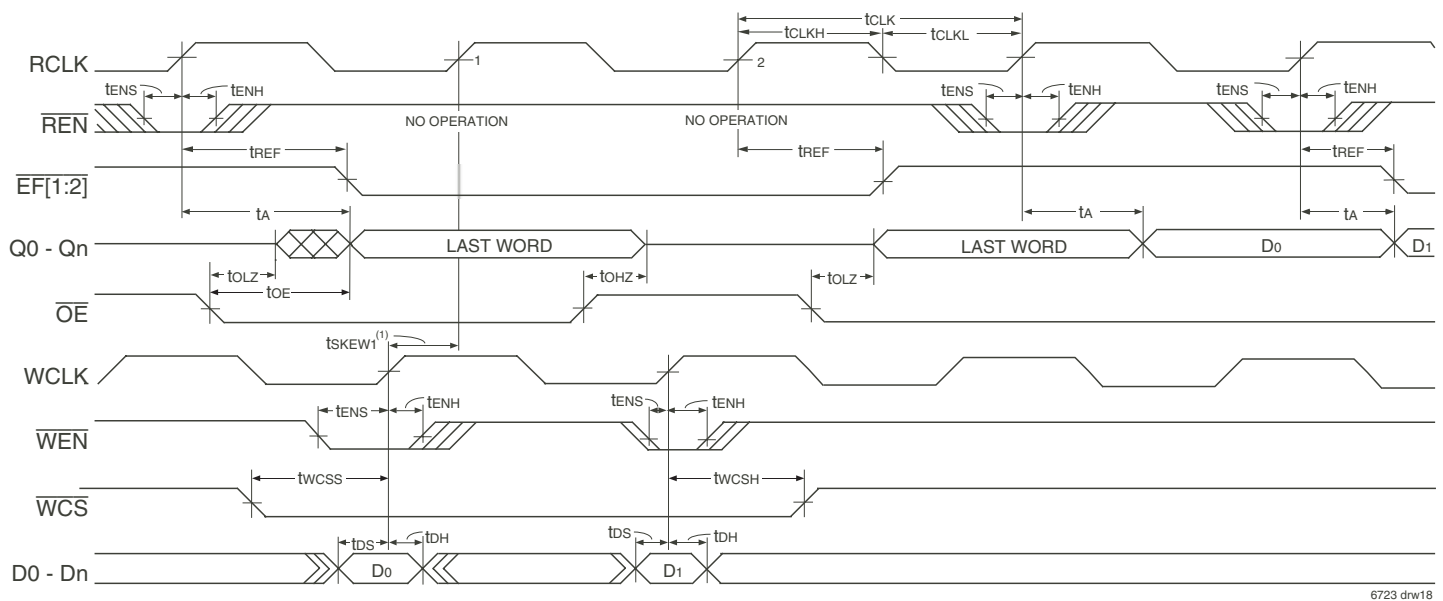 tCLK
tCLKH tCLKL
RCLK 1 2
tENS tENH tENS tENH tENS tENH
REN NO OPERATION NO OPERATION
tREF tREF tREF
EF[1:2]
tA tA tA
Q0 - Qn LAST WORD LAST WORD D0 D1
tOLZ tOHZ tOLZ
tOE
OE
tSKEW1(1)
WCLK
tENS tENH tENS tENH
WEN
tWCSS tWCSH
WCS
tDS tDH tDS tDH
D0 - Dn D0 D1
6723 drw18